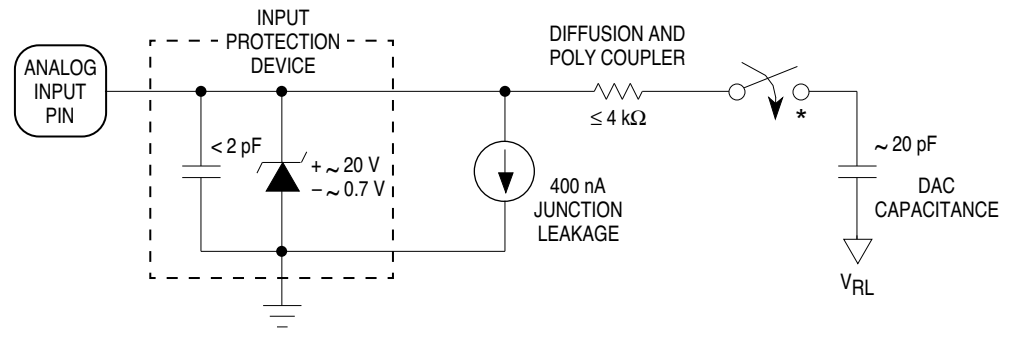 INPUT
PROTECTION
DEVICE
DIFFUSION AND
POLY COUPLER
ANALOG
INPUT
PIN
< 2 pF
+ ~ 20 V
– ~ 0.7 V
≤ 4 kΩ
*
~ 20 pF
400 nA
JUNCTION
LEAKAGE
DAC
CAPACITANCE
VRL